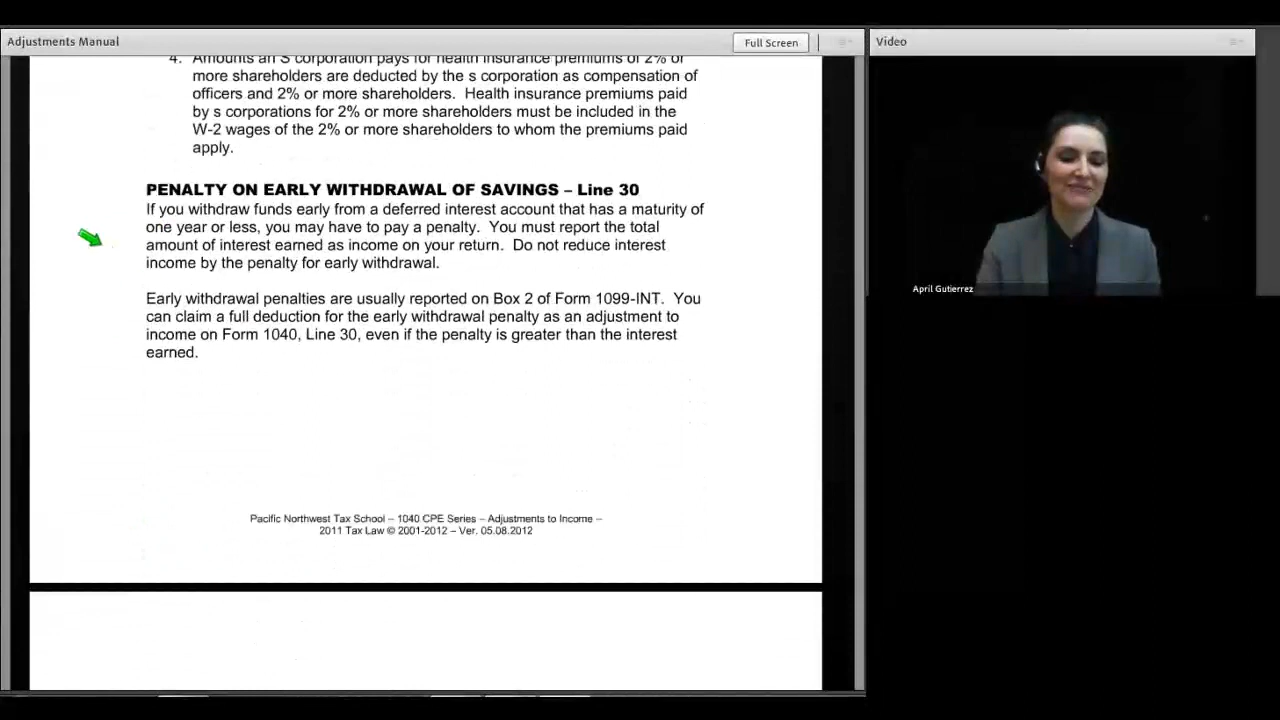 Adjustments Manual
Full Screen
Video
4. Amounts an S corporation pays for health insurance premiums of 2% or
more shareholders are deducted by the s corporation as compensation of
officers and 2% or more shareholders. Health insurance premiums paid
by s corporations for 2% or more shareholders must be included in the
W-2 wages of the 2% or more shareholders to whom the premiums paid
apply.
PENALTY ON EARLY WITHDRAWAL OF SAVINGS – Line 30
If you withdraw funds early from a deferred interest account that has a maturity of
one year or less, you may have to pay a penalty. You must report the total
amount of interest earned as income on your return. Do not reduce interest
income by the penalty for early withdrawal.
Early withdrawal penalties are usually reported on Box 2 of Form 1099-INT. You
can claim a full deduction for the early withdrawal penalty as an adjustment to
income on Form 1040, Line 30, even if the penalty is greater than the interest
earned.
Pacific Northwest Tax School – 1040 CPE Series – Adjustments to Income –
2011 Tax Law © 2001-2012 – Ver. 05.08.2012
April Gutierrez